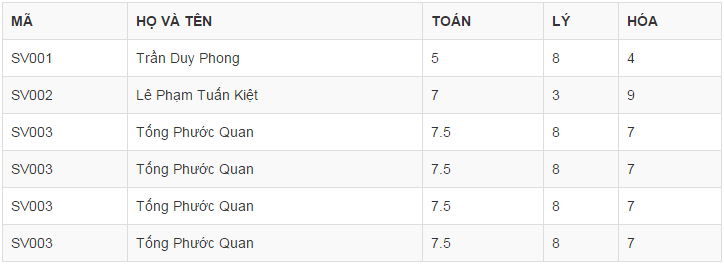 MÃ HỌ VÀ TÊN TOÁN LÝ HÓA
SV001 Trần Duy Phong 5 8 4
SV002 Lê Phạm Tuấn Kiệt 7 3 9
SV003 Tống Phước Quan 7.5 8 7
SV003 Tống Phước Quan 7.5 8 7
SV003 Tống Phước Quan 7.5 8 7
SV003 Tống Phước Quan 7.5 8 7